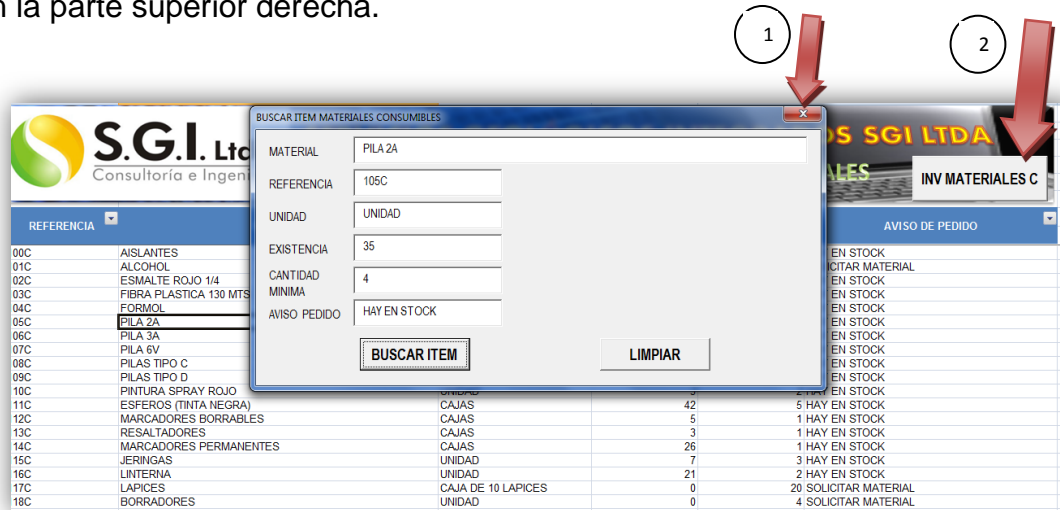 n la parte superior derecha.
1
2
S.G.I. Ltd
Consultoría e Ingeni
OS SGI LTDA
ALES
INV MATERIALES C
BUSCAR ITEM MATERIALES CONSUMIBLES
MATERIAL PILA 2A
REFERENCIA 105C
UNIDAD UNIDAD
EXISTENCIA 35
CANTIDAD
MINIMA 4
AVISO PEDIDO HAY EN STOCK
BUSCAR ITEM LIMPIAR
REFERENCIA AVISO DE PEDIDO
00C AISLANTES EN STOCK
01C ALCOHOL ICITAR MATERIAL
02C ESMALTE ROJO 1/4 EN STOCK
03C FIBRA PLASTICA 130 MTS EN STOCK
04C FORMOL EN STOCK
05C PILA 2A EN STOCK
06C PILA 3A EN STOCK
07C PILA 6V EN STOCK
08C PILAS TIPO C EN STOCK
09C PILAS TIPO D EN STOCK
10C PINTURA SPRAY ROJO UNIDAD 2 HAY EN STOCK
11C ESFEROS (TINTA NEGRA) CAJAS 42 5 HAY EN STOCK
12C MARCADORES BORRABLES CAJAS 5 1 HAY EN STOCK
13C RESALTADORES CAJAS 3 1 HAY EN STOCK
14C MARCADORES PERMANENTES CAJAS 26 1 HAY EN STOCK
15C JERINGAS UNIDAD 7 3 HAY EN STOCK
16C LINTERNA UNIDAD 21 2 HAY EN STOCK
17C LAPICES CAJA DE 10 LAPICES 0 20 SOLICITAR MATERIAL
18C BORRADORES UNIDAD 0 4 SOLICITAR MATERIAL